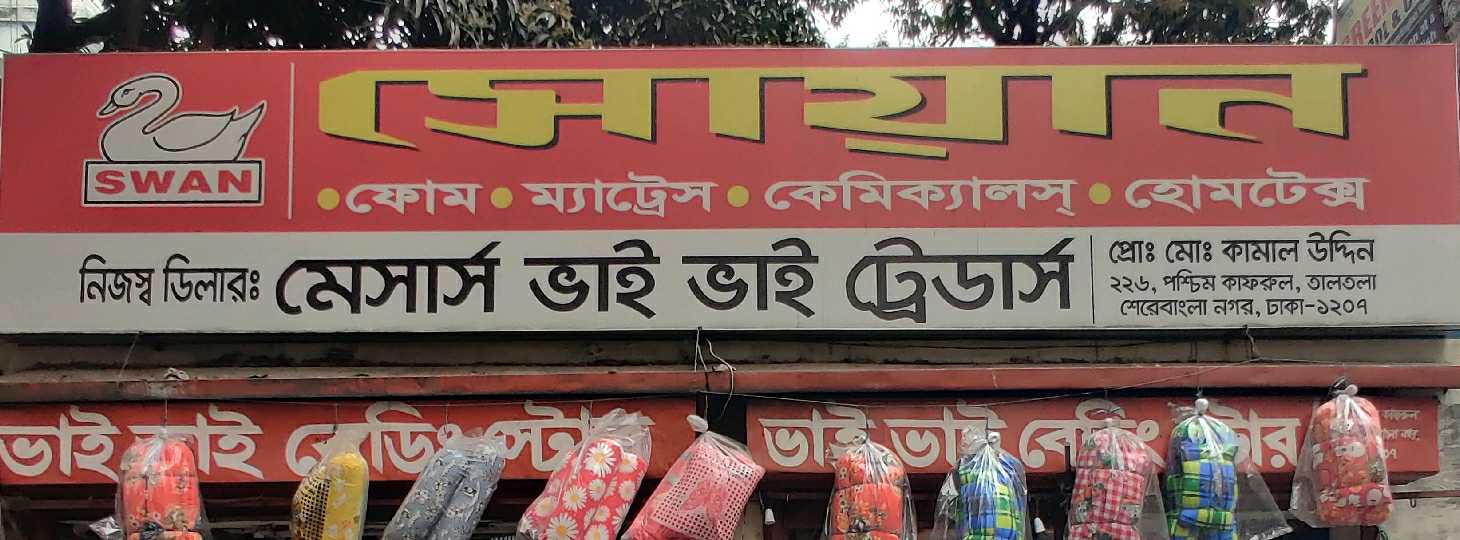 SWAN
সোয়ান
• ফোম • ম্যাট্রেস • কেমিক্যালস্ • হোমটেক্স
নিজস্ব ডিলারঃ মেসার্স ভাই ভাই ট্রেডার্স
প্রোঃ মোঃ কামাল উদ্দিন
২২৬, পশ্চিম কাফরুল, তালতলা
শেরেবাংলা নগর, ঢাকা-১২০৭
ভাই ভাই বেডিং স্টোর
ভাই ভাই বেডিং স্টোর